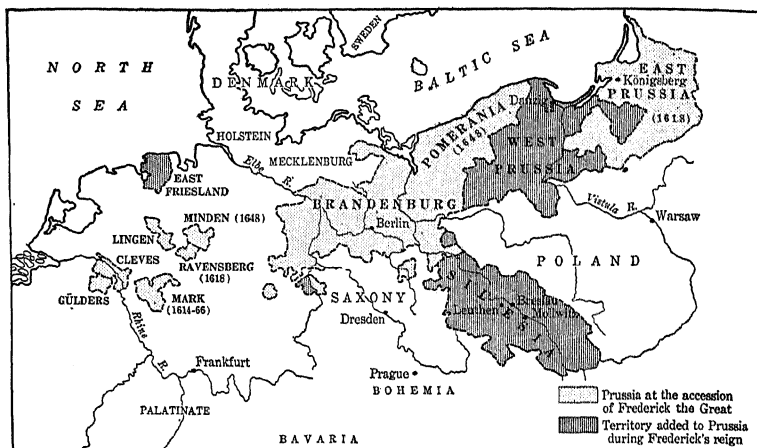 SWEDEN
NORTH
SEA
DENMARK
BALTIC SEA
EAST
Königsberg
PRUSSIA
(1618)
Danzig
HOLSTEIN
POMERANIA
(1648)
WEST
PRUSSIA
MECKLENBURG
Elbe R.
EAST
FRIESLAND
BRANDENBURG
Berlin
Vistula R.
Warsaw
MINDEN (1648)
LINGEN
CLEVES
RAVENSBERG
(1618)
GÜLDERS
MARK
(1614-66)
POLAND
SAXONY
Dresden
SILESIA
Breslau
Leuthen
Mollwitz
Rhine R.
Frankfurt
Prague
BOHEMIA
PALATINATE
BAVARIA
Prussia at the accession
of Frederick the Great
Territory added to Prussia
during Frederick's reign